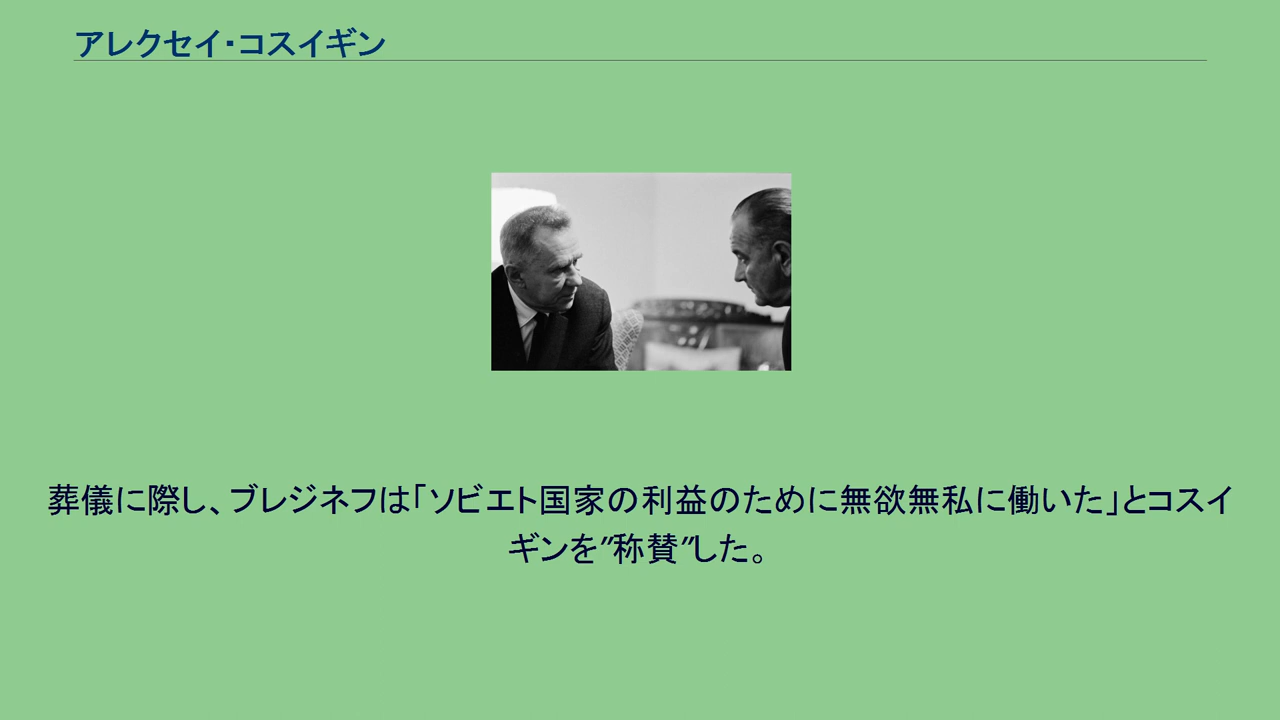 アレクセイ・コスイギン
葬儀に際し、ブレジネフは「ソビエト国家の利益のために無欲無私に働いた」とコスイ
ギンを"称賛"した。